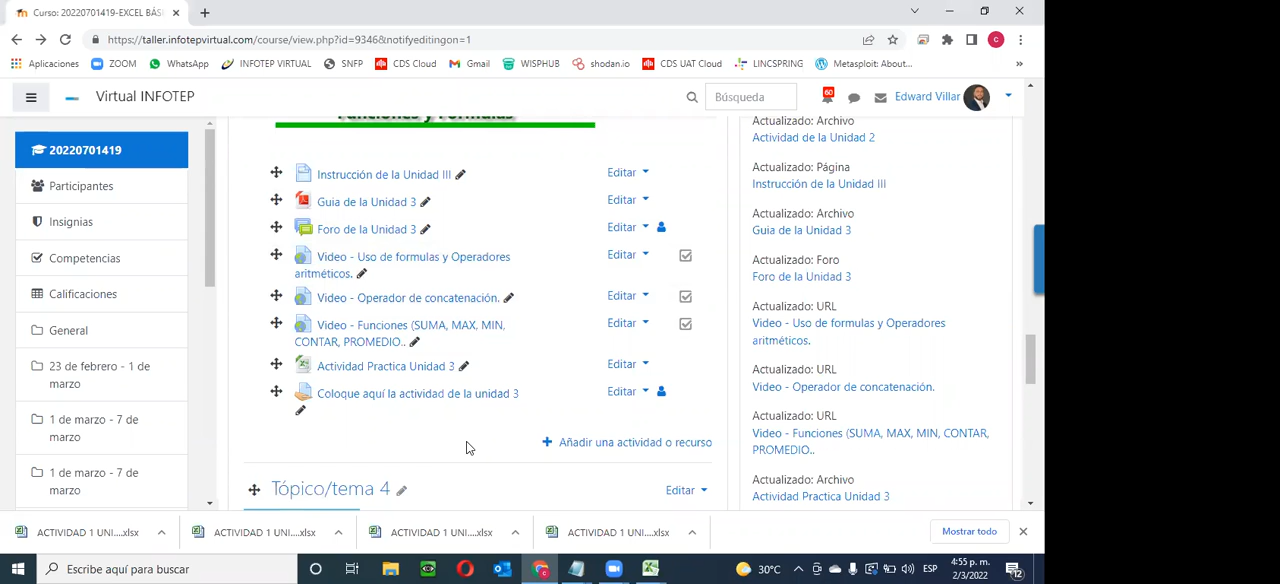 Curso: 20220701419-EXCEL BÁS
https://taller.infotepvirtual.com/course/view.php?id=9346&notifyeditingon=1
Aplicaciones ZOOM WhatsApp INFOTEP VIRTUAL SNFP CDS Cloud Gmail WISPHUB shodan.io CDS UAT Cloud LINCSPRING Metasploit: About... »
Virtual INFOTEP
Búsqueda
60
Edward Villar
20220701419
Participantes
Insignias
Competencias
Calificaciones
General
23 de febrero - 1 de
marzo
1 de marzo - 7 de
marzo
1 de marzo - 7 de
marzo
Funciones y Formulas
Instrucción de la Unidad III Editar
Guia de la Unidad 3 Editar
Foro de la Unidad 3 Editar
Video - Uso de formulas y Operadores Editar
aritméticos.
Video - Operador de concatenación. Editar
Video - Funciones (SUMA, MAX, MIN, Editar
CONTAR, PROMEDIO..
Actividad Practica Unidad 3 Editar
Coloque aquí la actividad de la unidad 3 Editar
+ Añadir una actividad o recurso
Tópico/tema 4 Editar
Actualizado: Archivo
Actividad de la Unidad 2
Actualizado: Página
Instrucción de la Unidad III
Actualizado: Archivo
Guia de la Unidad 3
Actualizado: Foro
Foro de la Unidad 3
Actualizado: URL
Video - Uso de formulas y Operadores
aritméticos.
Actualizado: URL
Video - Operador de concatenación.
Actualizado: URL
Video - Funciones (SUMA, MAX, MIN, CONTAR,
PROMEDIO..
Actualizado: Archivo
Actividad Practica Unidad 3
ACTIVIDAD 1 UNI....xlsx ACTIVIDAD 1 UNI....xlsx ACTIVIDAD 1 UNI....xlsx ACTIVIDAD 1 UNI....xlsx Mostrar todo
Escribe aquí para buscar
30°C
ESP
4:55 p. m.
2/3/2022
12